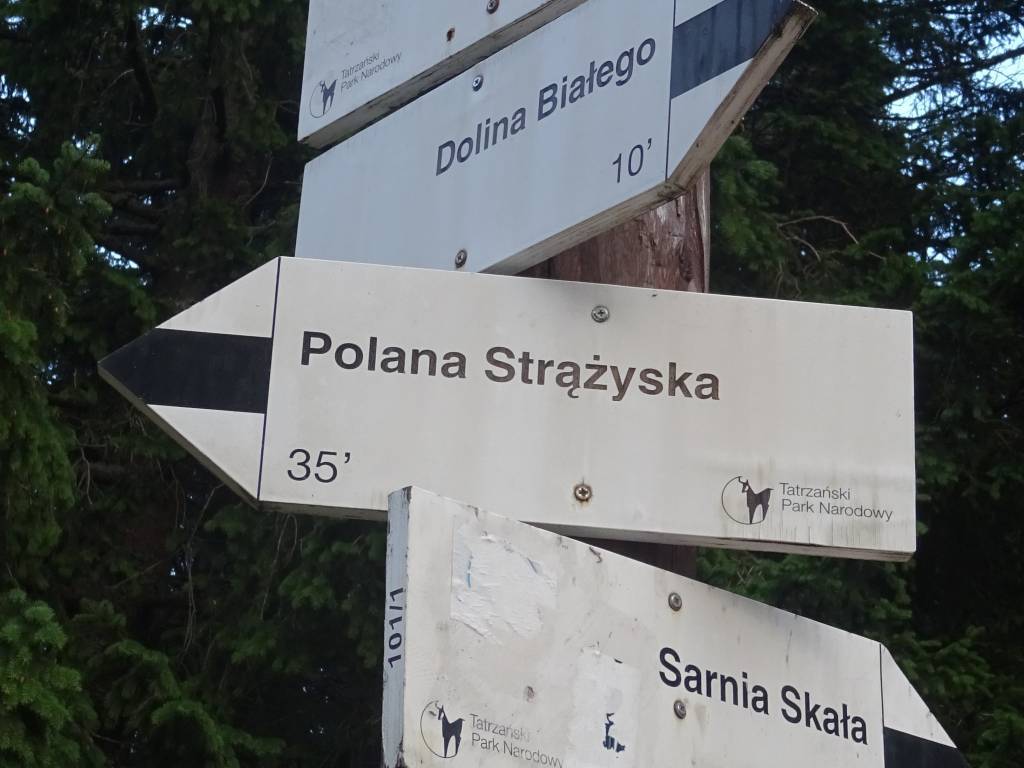 Tatrzański
Park Narodowy
Dolina Białego
10'
Polana Strążyska
35'
Tatrzański
Park Narodowy
101/1
Sarnia Skała
Tatrzański
Park Narodowy